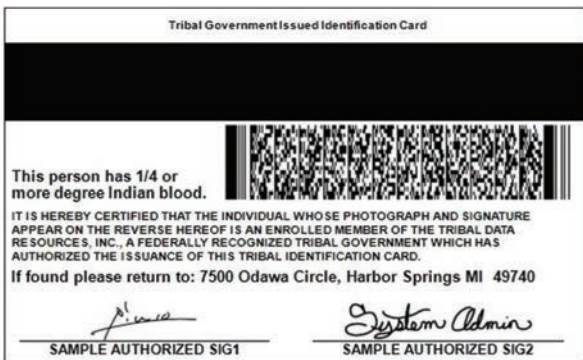 Tribal Government Issued Identification Card
This person has 1/4 or
more degree Indian blood.
IT IS HEREBY CERTIFIED THAT THE INDIVIDUAL WHOSE PHOTOGRAPH AND SIGNATURE
APPEAR ON THE REVERSE HEREOF IS AN ENROLLED MEMBER OF THE TRIBAL DATA
RESOURCES, INC., A FEDERALLY RECOGNIZED TRIBAL GOVERNMENT WHICH HAS
AUTHORIZED THE ISSUANCE OF THIS TRIBAL IDENTIFICATION CARD.
If found please return to: 7500 Odawa Circle, Harbor Springs MI 49740
System Admin
SAMPLE AUTHORIZED SIG1 SAMPLE AUTHORIZED SIG2